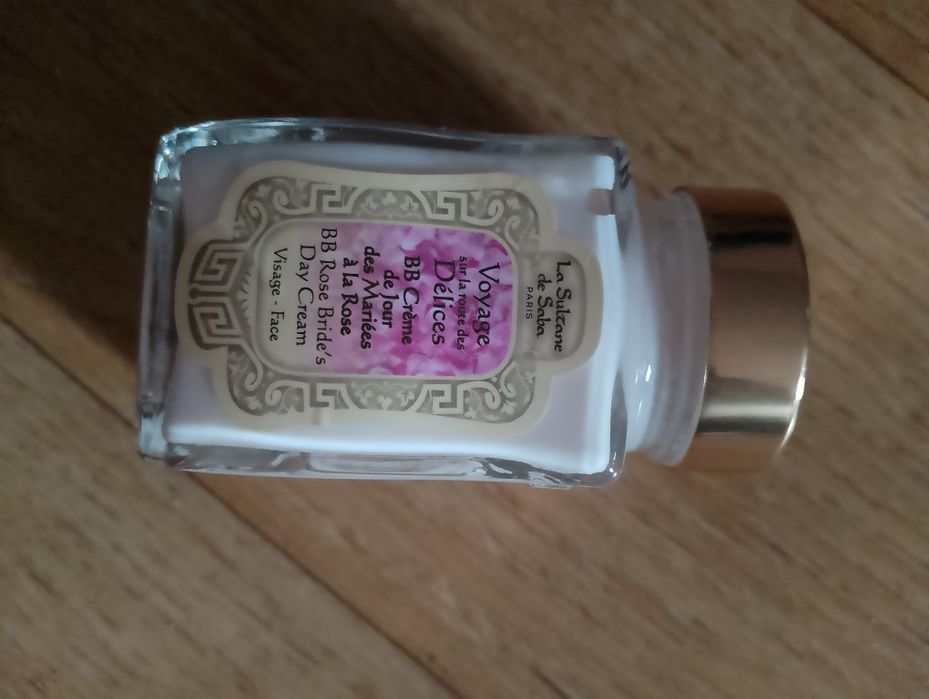 La Sultane
de Saba
PARIS
Voyage
sur la route des
Délices
BB Crème
de Jour
des Mariées
à la Rose
BB Rose Bride's
Day Cream
Visage - Face